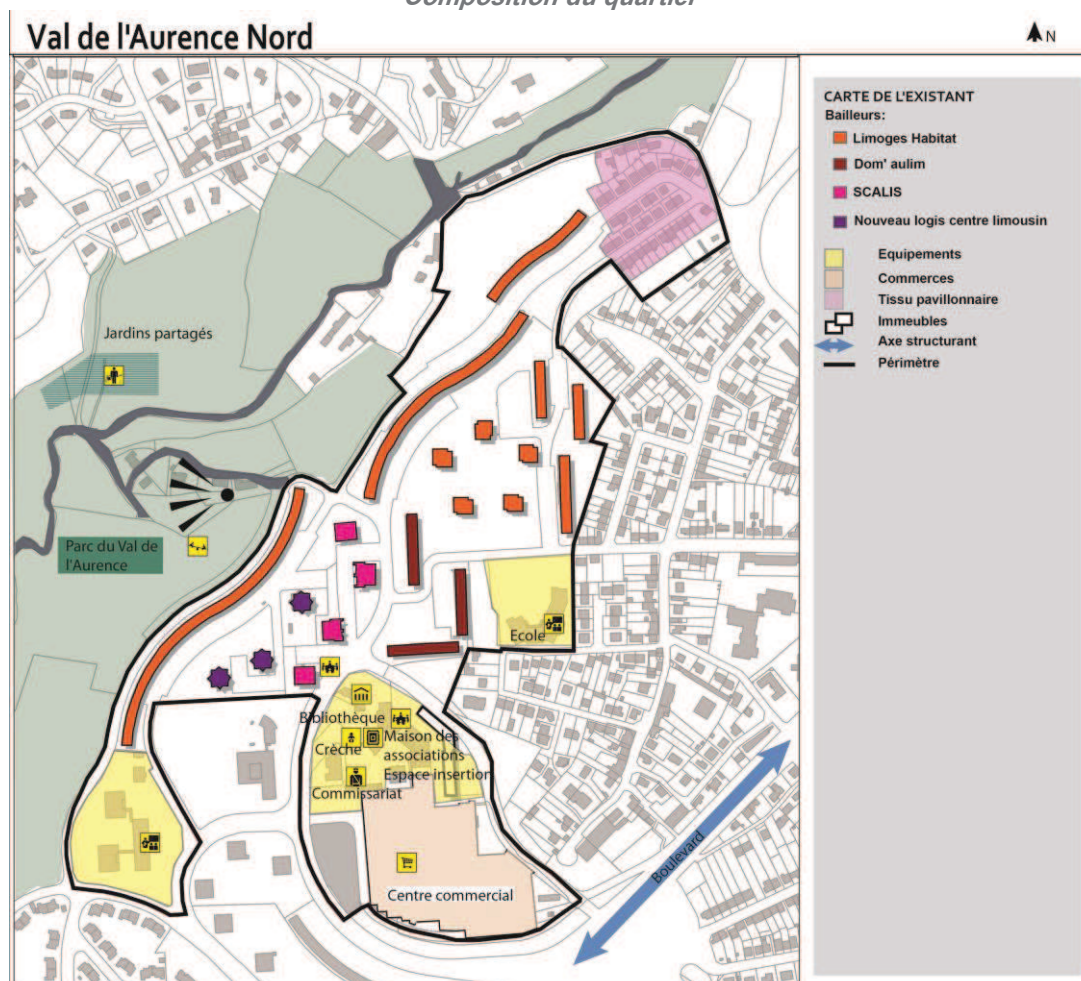 Composition du quartier
Val de l'Aurence Nord
N
CARTE DE L'EXISTANT
Bailleurs:
Limoges Habitat
Dom' aulim
SCALIS
Nouveau logis centre limousin
Equipements
Commerces
Tissu pavillonnaire
Immeubles
Axe structurant
Périmètre
Jardins partagés
Parc du Val de
l'Aurence
Ecole
Bibliothèque
Crèche
Maison des
associations
Espace insertion
Commissariat
Centre commercial
Boulevard